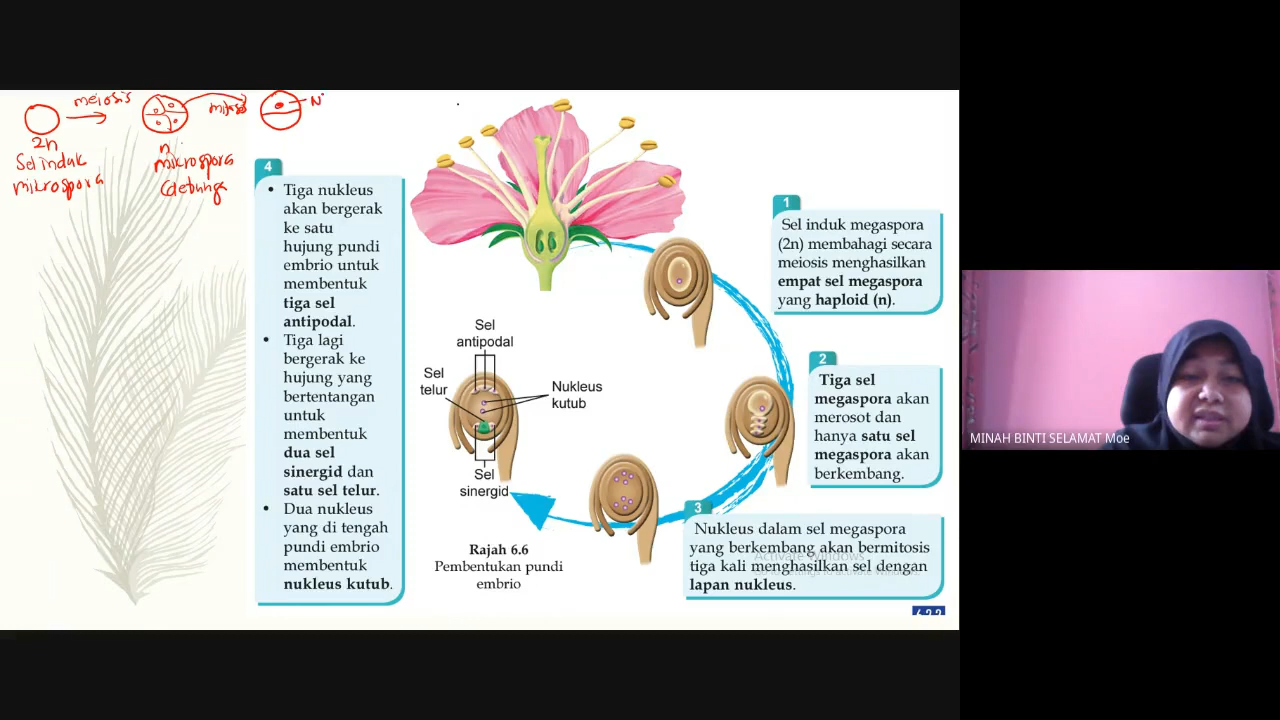 meiosis
2n
Sel induk
mikrospora
n
mikrospora
N
4
• Tiga nukleus
akan bergerak
ke satu
hujung pundi
embrio untuk
membentuk
tiga sel
antipodal.
• Tiga lagi
bergerak ke
hujung yang
bertentangan
untuk
membentuk
dua sel
sinergid dan
satu sel telur.
• Dua nukleus
yang di tengah
pundi embrio
membentuk
nukleus kutub.
1
Sel induk megaspora
(2n) membahagi secara
meiosis menghasilkan
empat sel megaspora
yang haploid (n).
2
Tiga sel
megaspora akan
merosot dan
hanya satu sel
megaspora akan
berkembang.
3
Nukleus dalam sel megaspora
yang berkembang akan bermitosis
tiga kali menghasilkan sel dengan
lapan nukleus.
Sel
antipodal
Sel
telur
Nukleus
kutub
Sel
sinergid
Rajah 6.6
Pembentukan pundi
embrio
Activate Windows
MINAH BINTI SELAMAT Moe